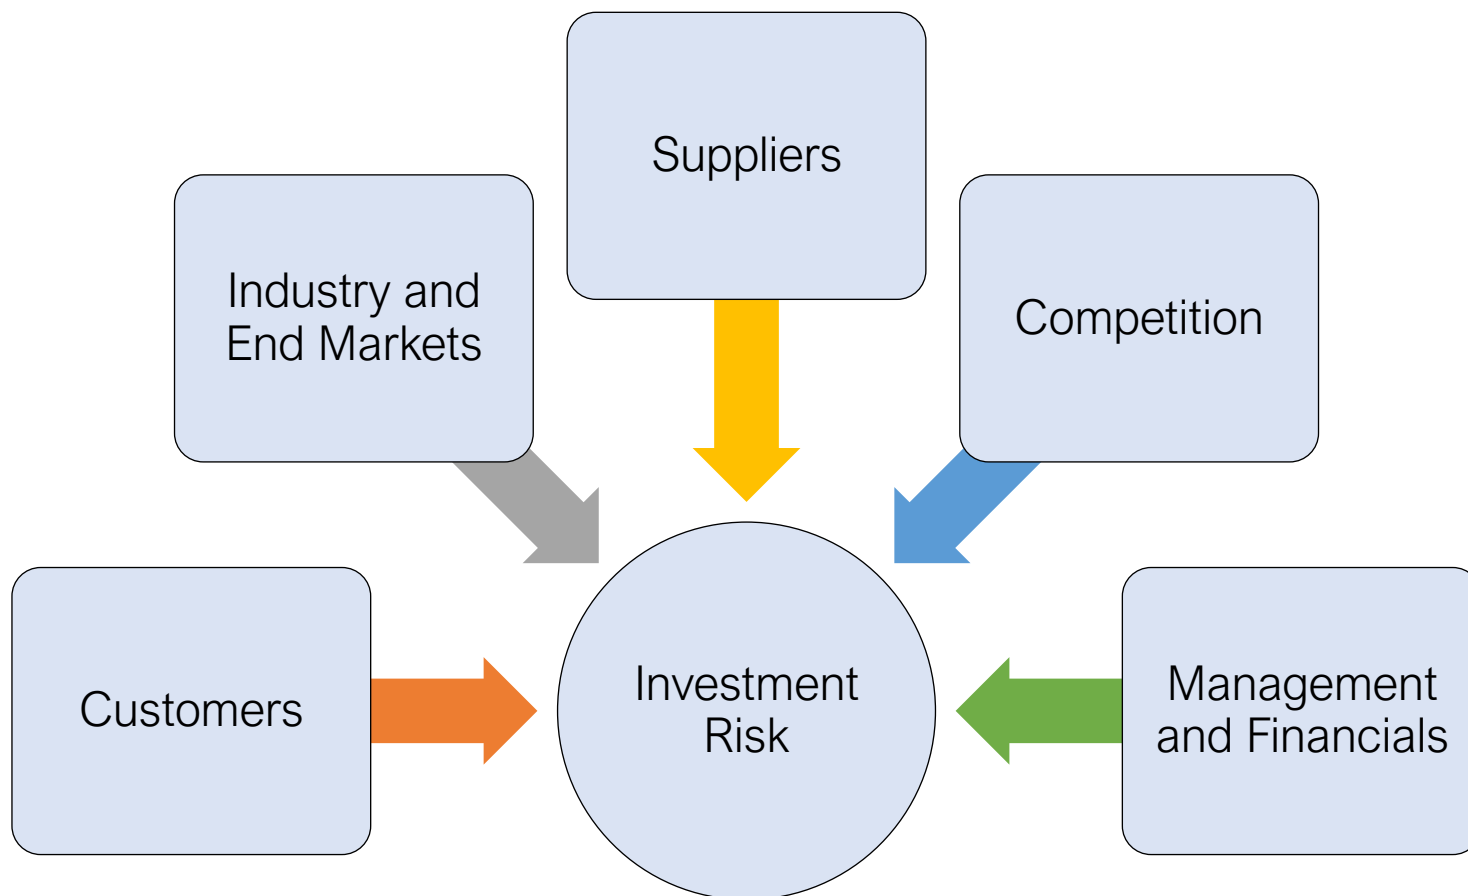 Suppliers
Industry and
End Markets
Competition
Customers
Investment
Risk
Management
and Financials